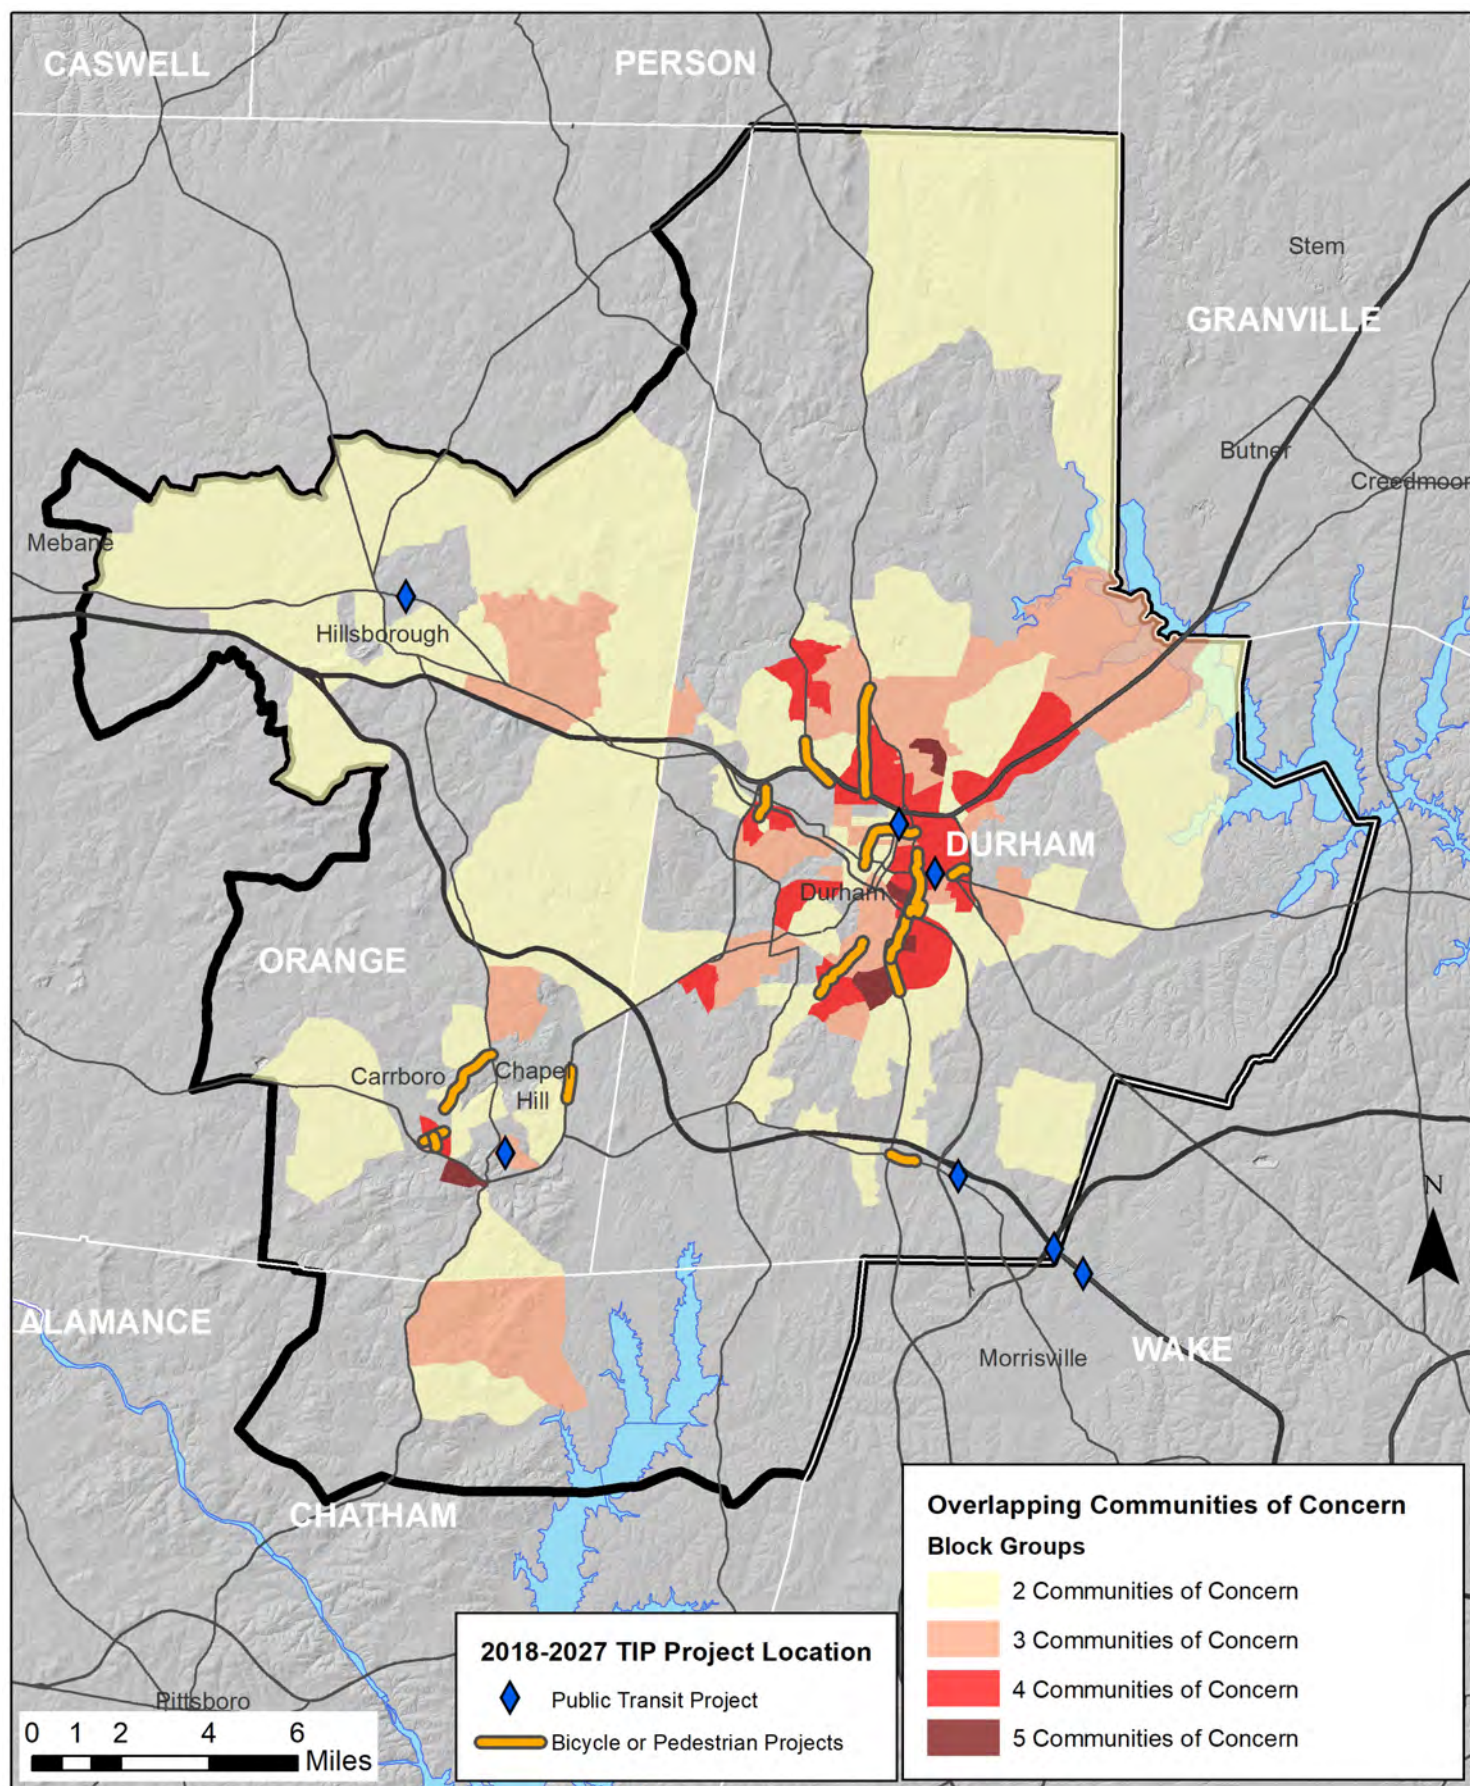 CASWELL
PERSON
Stem
GRANVILLE
Butner
Creedmoor
Mebane
Hillsborough
DURHAM
Durham
ORANGE
Carrboro
Chapel
Hill
N
ALAMANCE
Morrisville
WAKE
CHATHAM
Pittsboro
0 1 2 4 6
Miles
2018-2027 TIP Project Location
Public Transit Project
Bicycle or Pedestrian Projects
Overlapping Communities of Concern
Block Groups
2 Communities of Concern
3 Communities of Concern
4 Communities of Concern
5 Communities of Concern